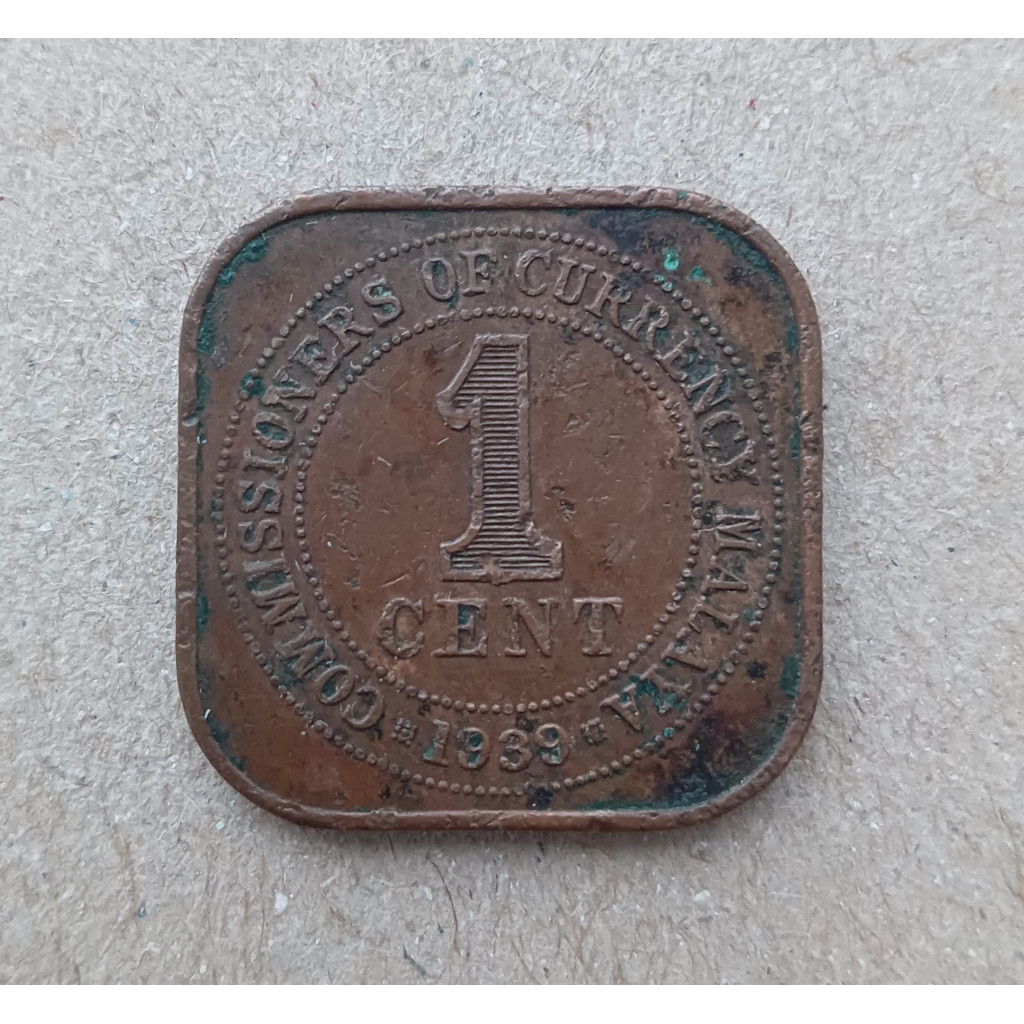 COMMISSIONERS OF CURRENCY MALAYA
1
CENT
1939